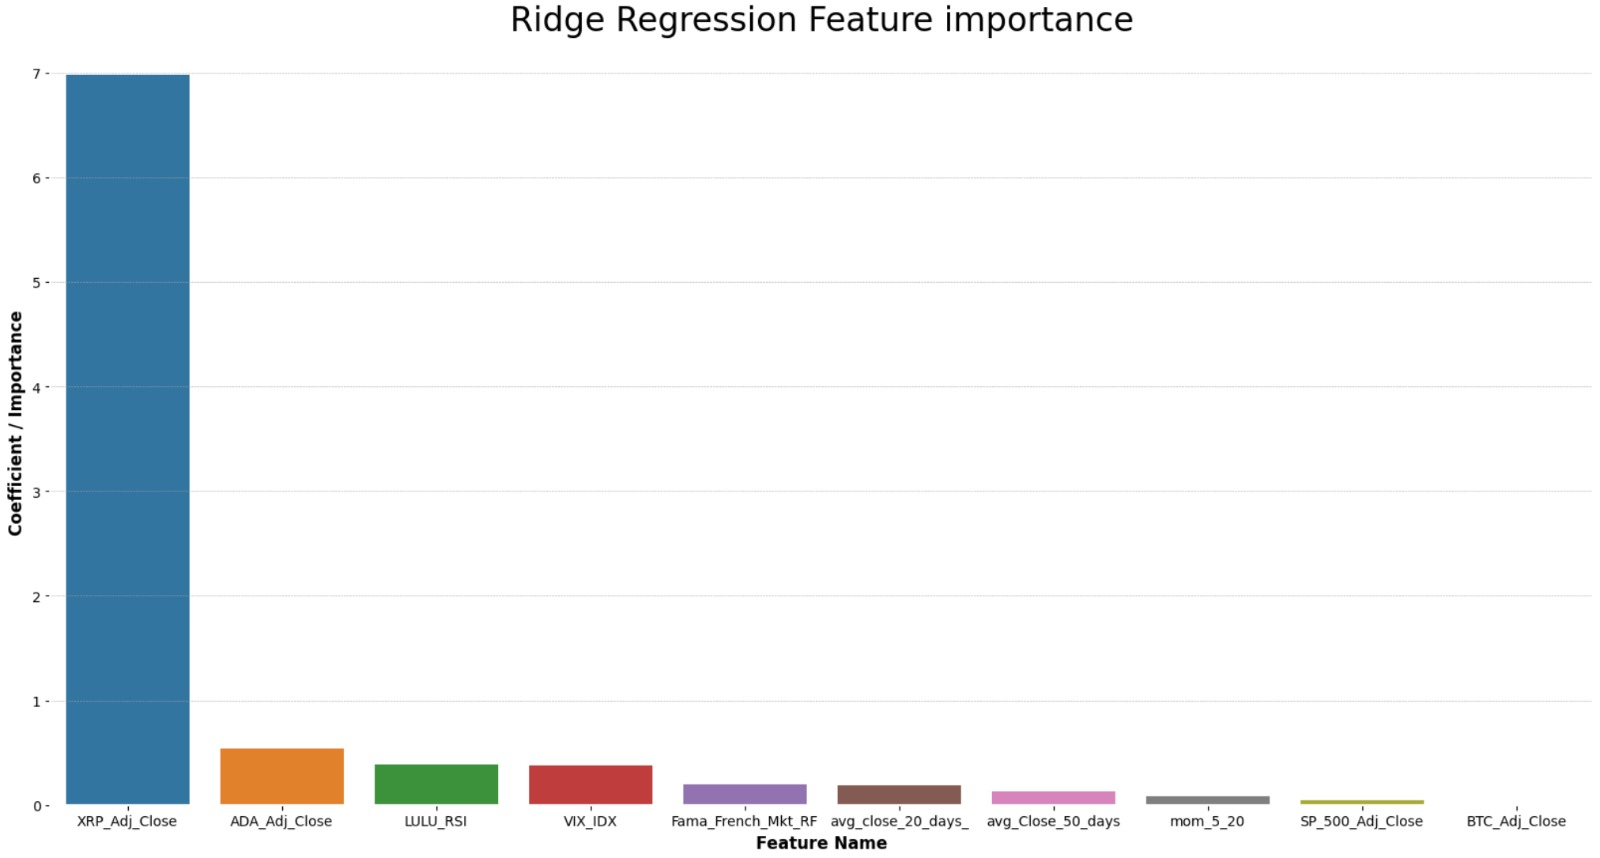 Ridge Regression Feature importance
Coefficient / Importance
7
6
5
4
3
2
1
0
XRP_Adj_Close ADA_Adj_Close LULU_RSI VIX_IDX Fama_French_Mkt_RF avg_close_20_days_ avg_Close_50_days mom_5_20 SP_500_Adj_Close BTC_Adj_Close
Feature Name